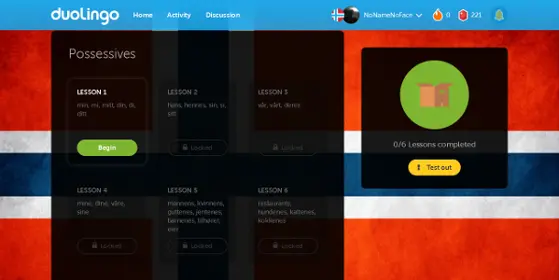 duolingo Home Activity Discussion NoNameNoFace 0 221
Possessives
LESSON 1
min, mi, mitt, din, di,
ditt
Begin
LESSON 2
hans, hennes, sin, si,
sitt
Locked
LESSON 3
vår, vårt, deres
Locked
LESSON 4
mine, dine, våre,
sine
Locked
LESSON 5
mannens, kvinnens,
guttenes, jentenes,
barnenes,
Locked
LESSON 6
restaurantens,
hundenes, kattenes,
kokkenes
Locked
0/6 Lessons completed
Test out